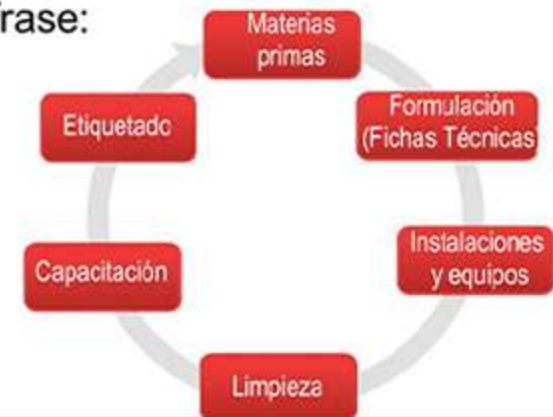 rase:
Materias
primas
Formulación
(Fichas Técnicas
Instalaciones
y equipos
Limpieza
Capacitación
Etiquetado